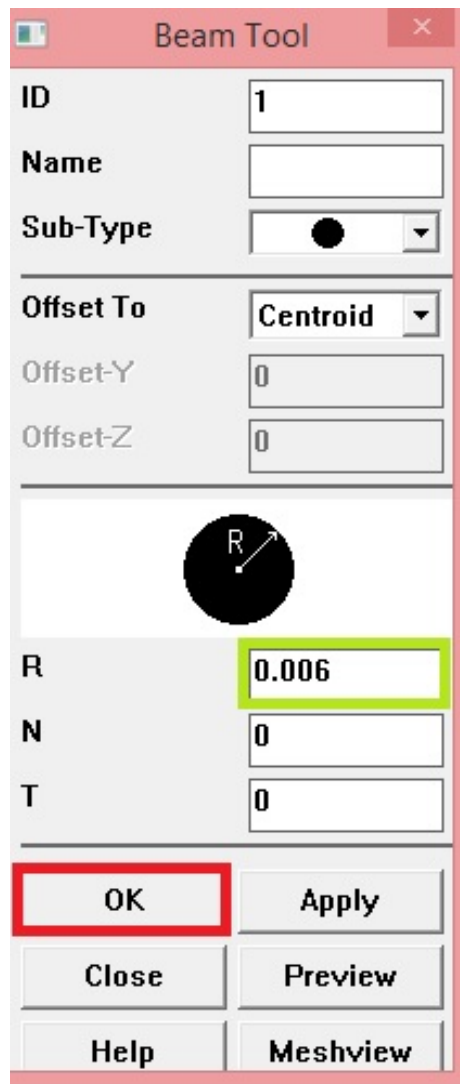 Beam Tool ×
ID 1
Name
Sub-Type
Offset To Centroid
Offset-Y 0
Offset-Z 0
R
R 0.006
N 0
T 0
OK Apply
Close Preview
Help Meshview